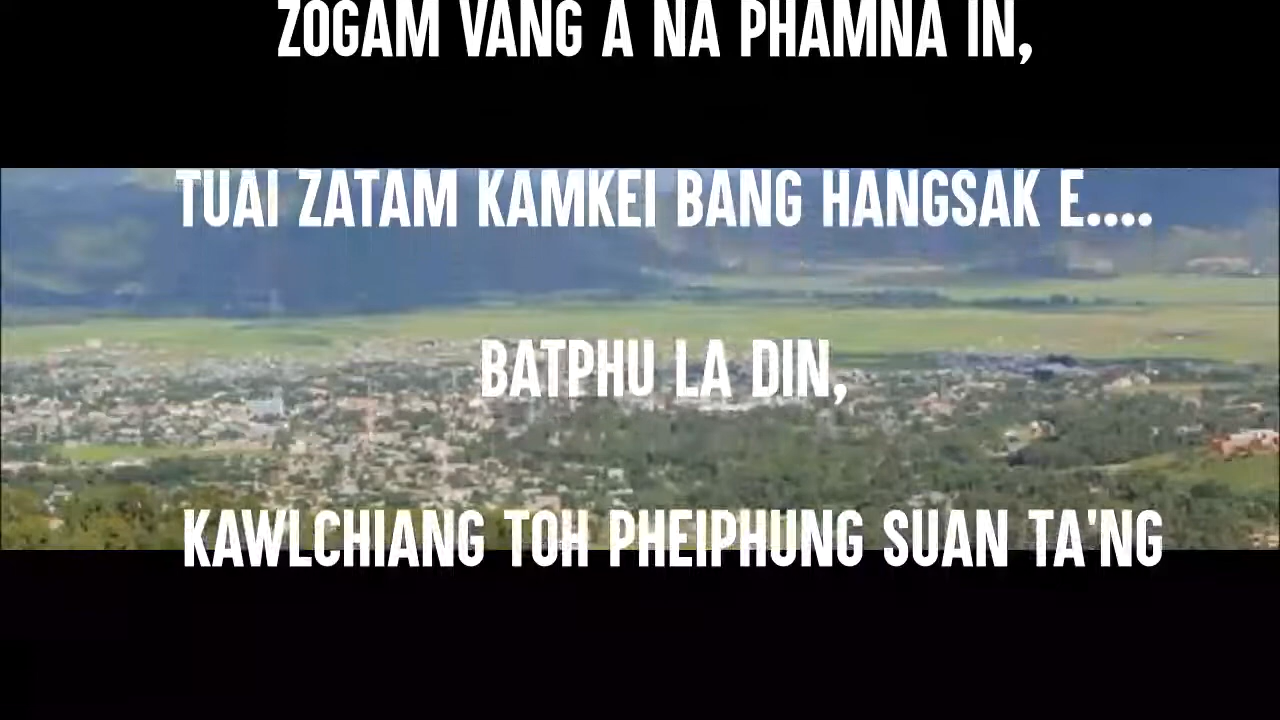 ZOGAM VANG A NA PHAMNA IN,
TUAI ZATAM KAMKEI BANG HANGSAK E....
BATPHU LA DIN,
KAWLCHIANG TOH PHEIPHUNG SUAN TA'NG